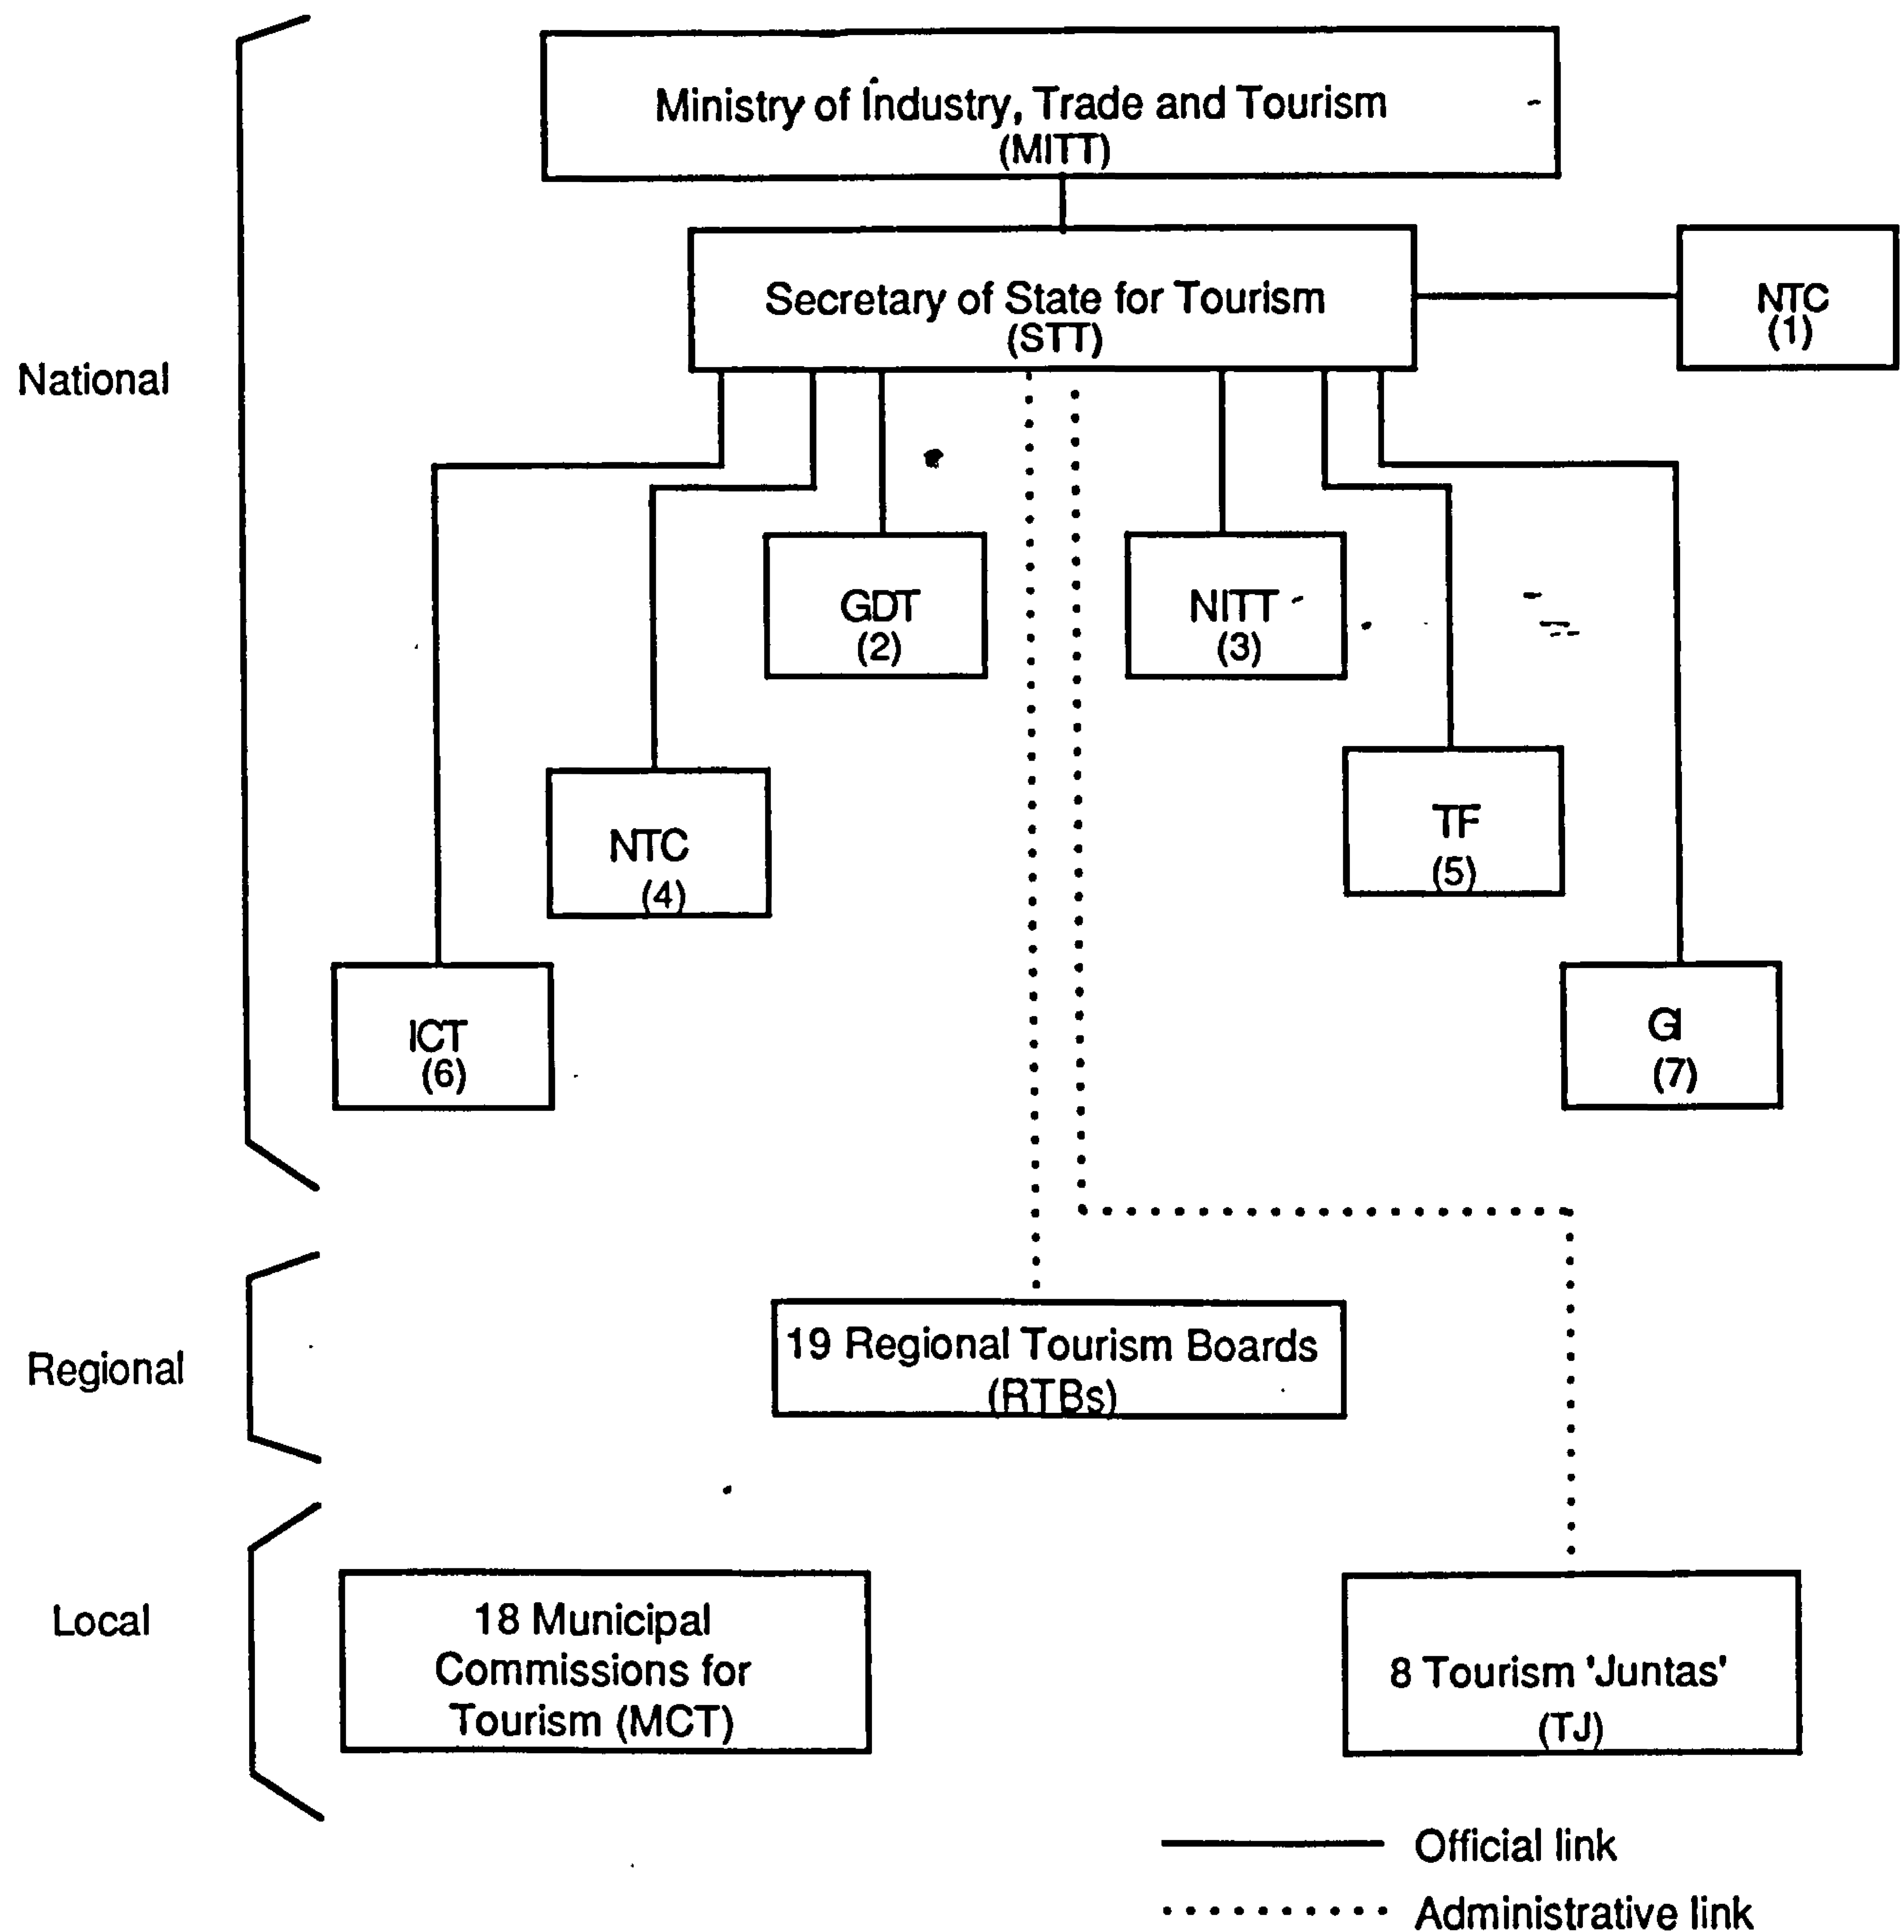 Ministry of Industry, Trade and Tourism
(MITT)
Secretary of State for Tourism
(STT)
NTC
(1)
National
GDT
(2)
NITT
(3)
TF
(5)
NTC
(4)
ICT
(6)
GI
(7)
19 Regional Tourism Boards
(RTBs)
Regional
Local
18 Municipal
Commissions for
Tourism (MCT)
8 Tourism 'Juntas'
(TJ)
Official link
Administrative link